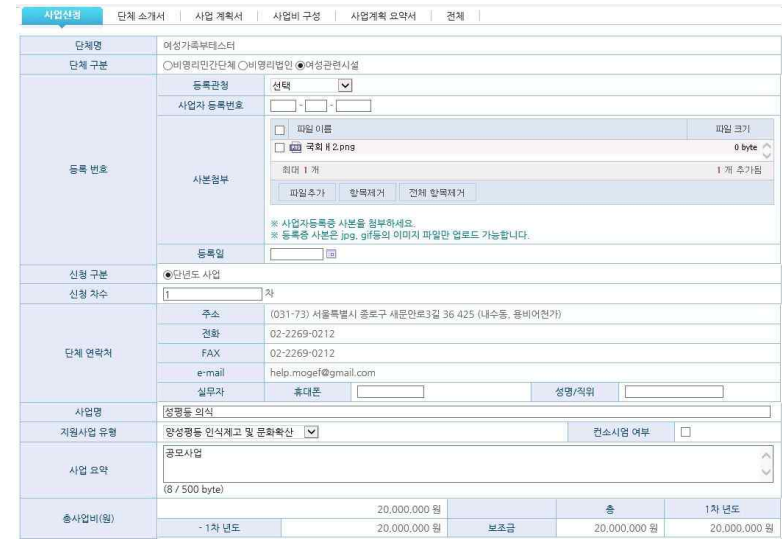 사업신청 단체 소개서 사업 계획서 사업비 구성 사업계획 요약서 전체
단체명 여성가족부테스터
단체 구분 ○비영리민간단체 ○비영리법인 ◉여성관련시설
등록 번호
등록관청 선택
사업자 등록번호 - -
사본첨부
파일 이름 파일 크기
국회ㅐ2.png 0 byte
최대 1 개 1 개 추가됨
파일추가 항목제거 전체 항목제거
※ 사업자등록증 사본을 첨부하세요.
※ 등록증 사본은 jpg, gif등의 이미지 파일만 업로드 가능합니다.
등록일
신청 구분 ◉단년도 사업
신청 차수 1 차
단체 연락처
주소 (031-73) 서울특별시 종로구 새문안로3길 36 425 (내수동, 용비어천가)
전화 02-2269-0212
FAX 02-2269-0212
e-mail help.mogef@gmail.com
실무자 휴대폰 성명/직위
사업명 성평등 의식
지원사업 유형 양성평등 인식제고 및 문화확산 컨소시엄 여부
사업 요약 공모사업
(8 / 500 byte)
총사업비(원)
20,000,000 원 총 1차 년도
- 1차 년도 20,000,000 원 보조금 20,000,000 원 20,000,000 원